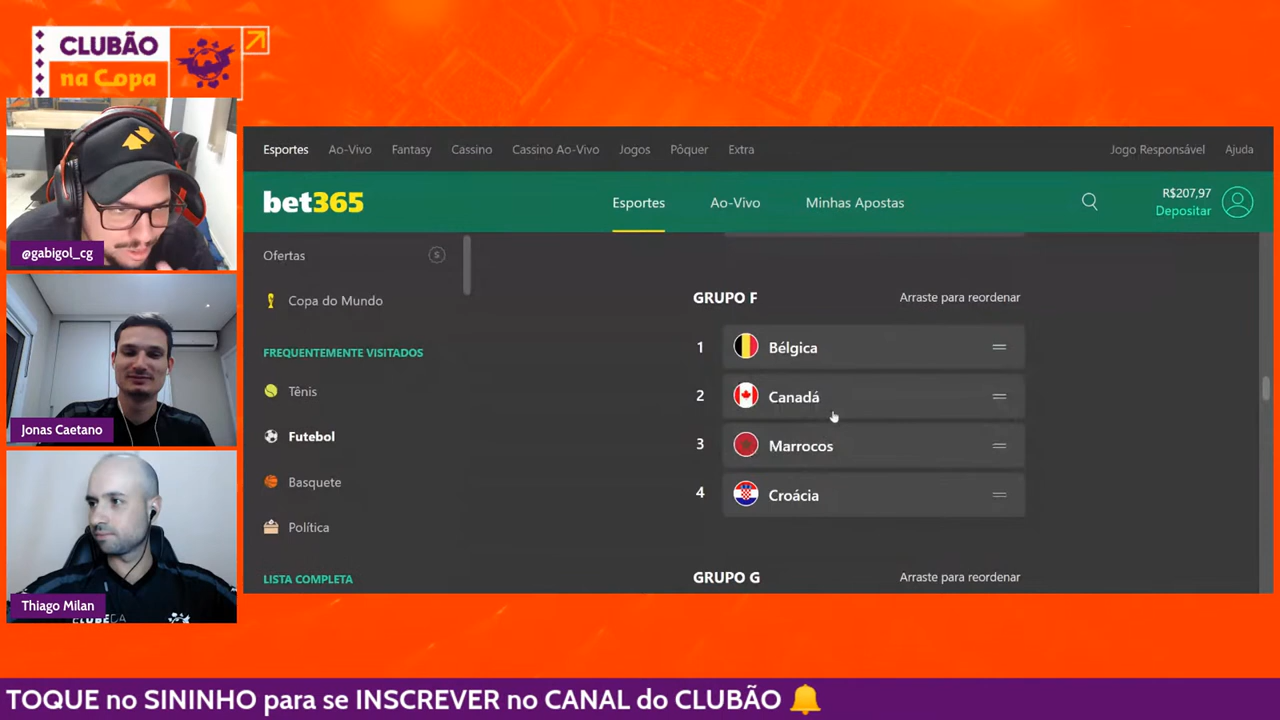 CLUBÃO
na Copa
@gabigol_cg
Jonas Caetano
Thiago Milan
Esportes Ao-Vivo Fantasy Cassino Cassino Ao-Vivo Jogos Pôquer Extra Jogo Responsável Ajuda
bet365 Esportes Ao-Vivo Minhas Apostas R$207,97
Depositar
Ofertas
Copa do Mundo
FREQUENTEMENTE VISITADOS
Tênis
Futebol
Basquete
Política
LISTA COMPLETA
GRUPO F Arraste para reordenar
1 Bélgica
2 Canadá
3 Marrocos
4 Croácia
GRUPO G Arraste para reordenar
TOQUE no SININHO para se INSCREVER no CANAL do CLUBÃO